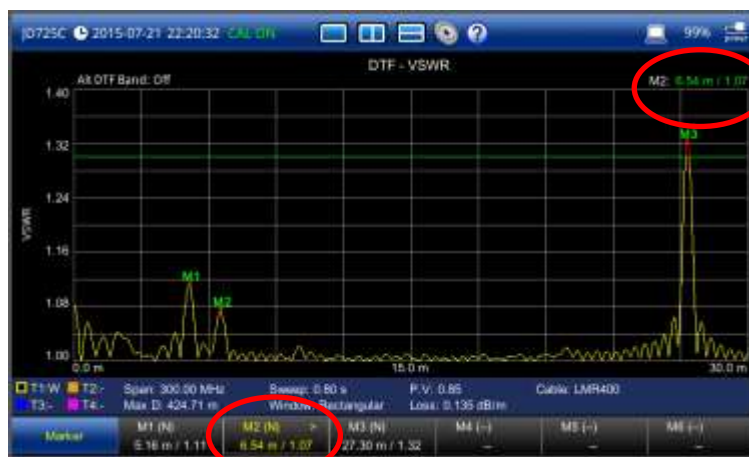 JD725C 2015-07-21 22:20:32 CAL ON 99%
DTF - VSWR
Alt DTF Band: Off
M2: 6.54 m / 1.07
1.40
M3
1.32
1.24
VSWR
1.16
M1
M2
1.08
1.00
0.0 m 15.0 m 30.0 m
T1:W T2:- Span: 300.00 MHz Sweep: 0.80 s P.V: 0.85 Cable: LMR400
T3:- T4:- Max D: 424.71 m Window: Rectangular Loss: 0.135 dB/m
Marker M1 (N) M2 (N) > M3 (N) M4 (--) M5 (--) M6 (--)
5.16 m / 1.11 6.54 m / 1.07 27.30 m / 1.32 -- -- --